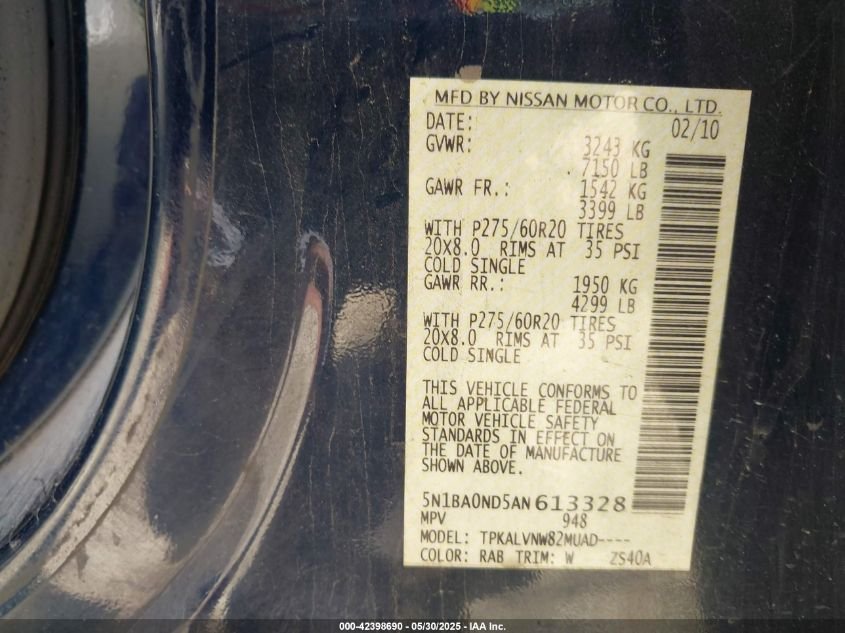 MFD BY NISSAN MOTOR CO., LTD.
DATE: 02/10
GVWR: 3243 KG
7150 LB
GAWR FR.: 1542 KG
3399 LB
WITH P275/60R20 TIRES
20X8.0 RIMS AT 35 PSI
COLD SINGLE
GAWR RR.: 1950 KG
4299 LB
WITH P275/60R20 TIRES
20X8.0 RIMS AT 35 PSI
COLD SINGLE
THIS VEHICLE CONFORMS TO
ALL APPLICABLE FEDERAL
MOTOR VEHICLE SAFETY
STANDARDS IN EFFECT ON
THE DATE OF MANUFACTURE
SHOWN ABOVE.
5N1BA0ND5AN613328
MPV 948
MODEL: TPKALVNW82MUAD----
COLOR: RAB TRIM: W ZS40A
000-42398690 - 05/30/2025 - IAA Inc.